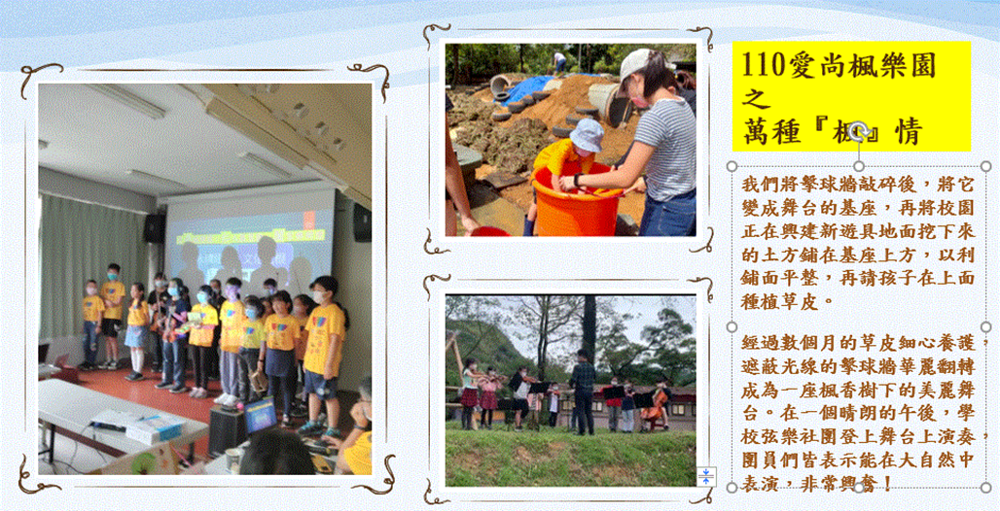 110愛尚楓樂園
之
萬種『楓』情
我們將擊球牆敲碎後，將它
變成舞台的基座，再將校園
正在興建新遊具地面挖下來
的土方鋪在基座上方，以利
鋪面平整，再請孩子在上面
種植草皮。
經過數個月的草皮細心養護，
遮蔽光線的擊球牆華麗翻轉
成為一座楓香樹下的美麗舞
台。在一個晴朗的午後，學
校弦樂社團登上舞台上演奏，
團員們皆表示能在大自然中
表演，非常興奮！